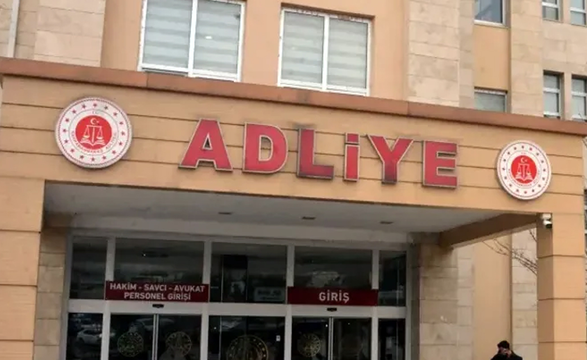 ADLİYE
HAKİM - SAVCI - AVUKAT
PERSONEL GİRİŞİ
GİRİŞ